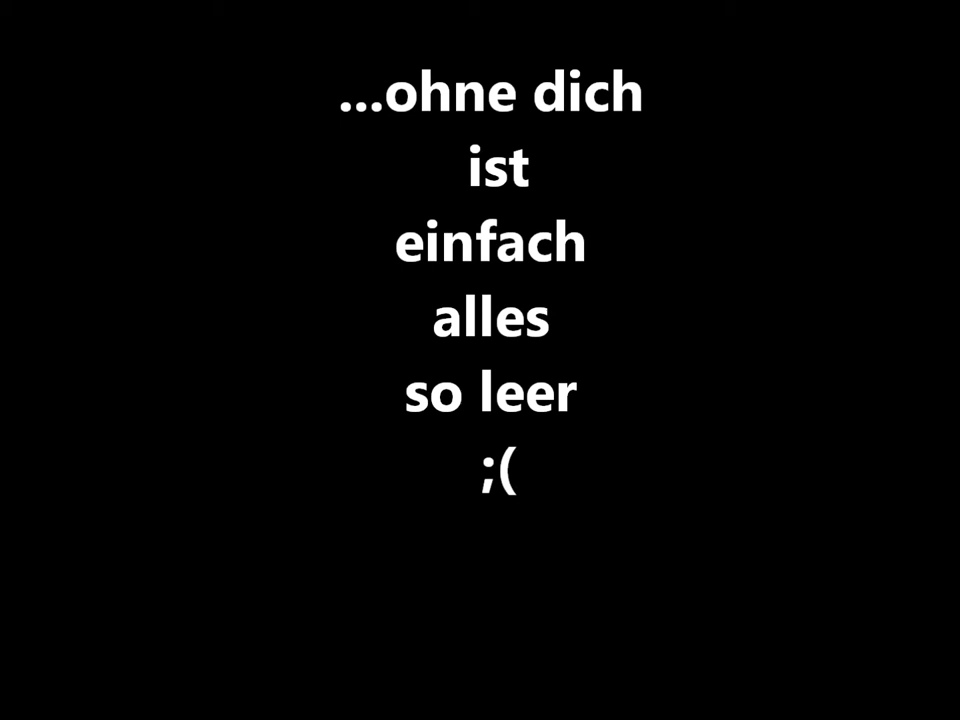 ...ohne dich
ist
einfach
alles
so leer
;(